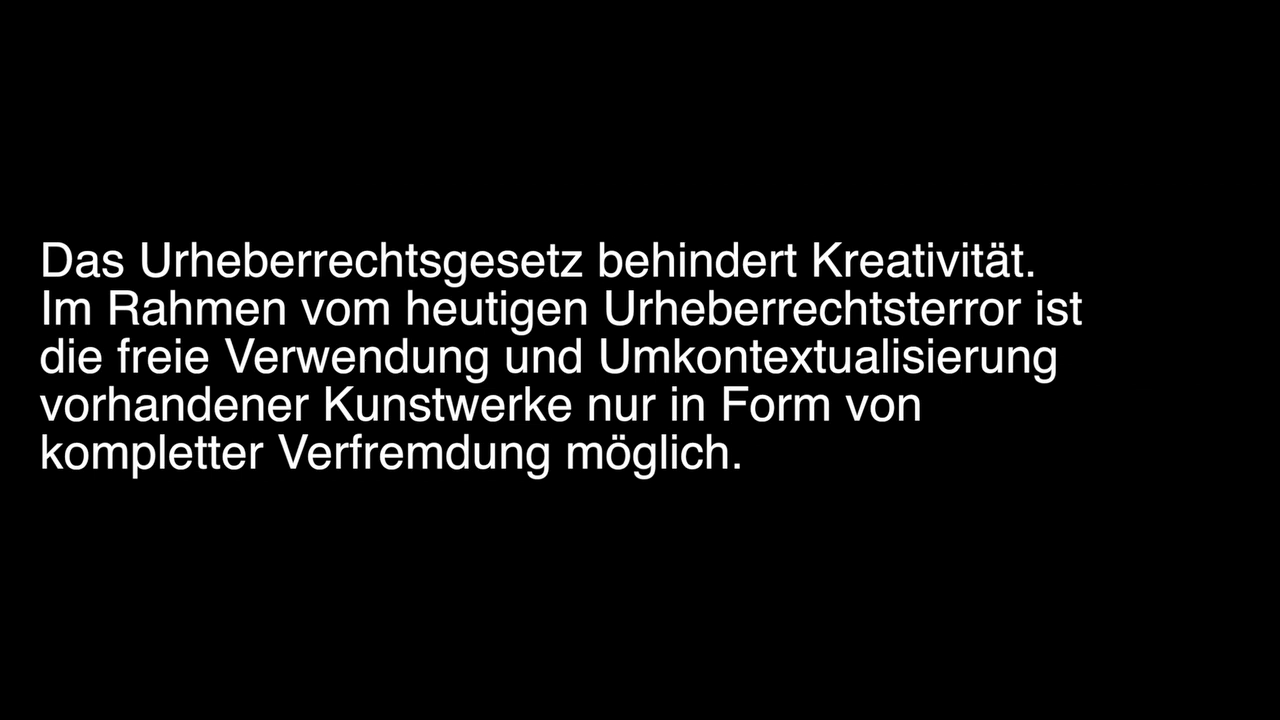 Das Urheberrechtsgesetz behindert Kreativität.
Im Rahmen vom heutigen Urheberrechtsterror ist
die freie Verwendung und Umkontextualisierung
vorhandener Kunstwerke nur in Form von
kompletter Verfremdung möglich.